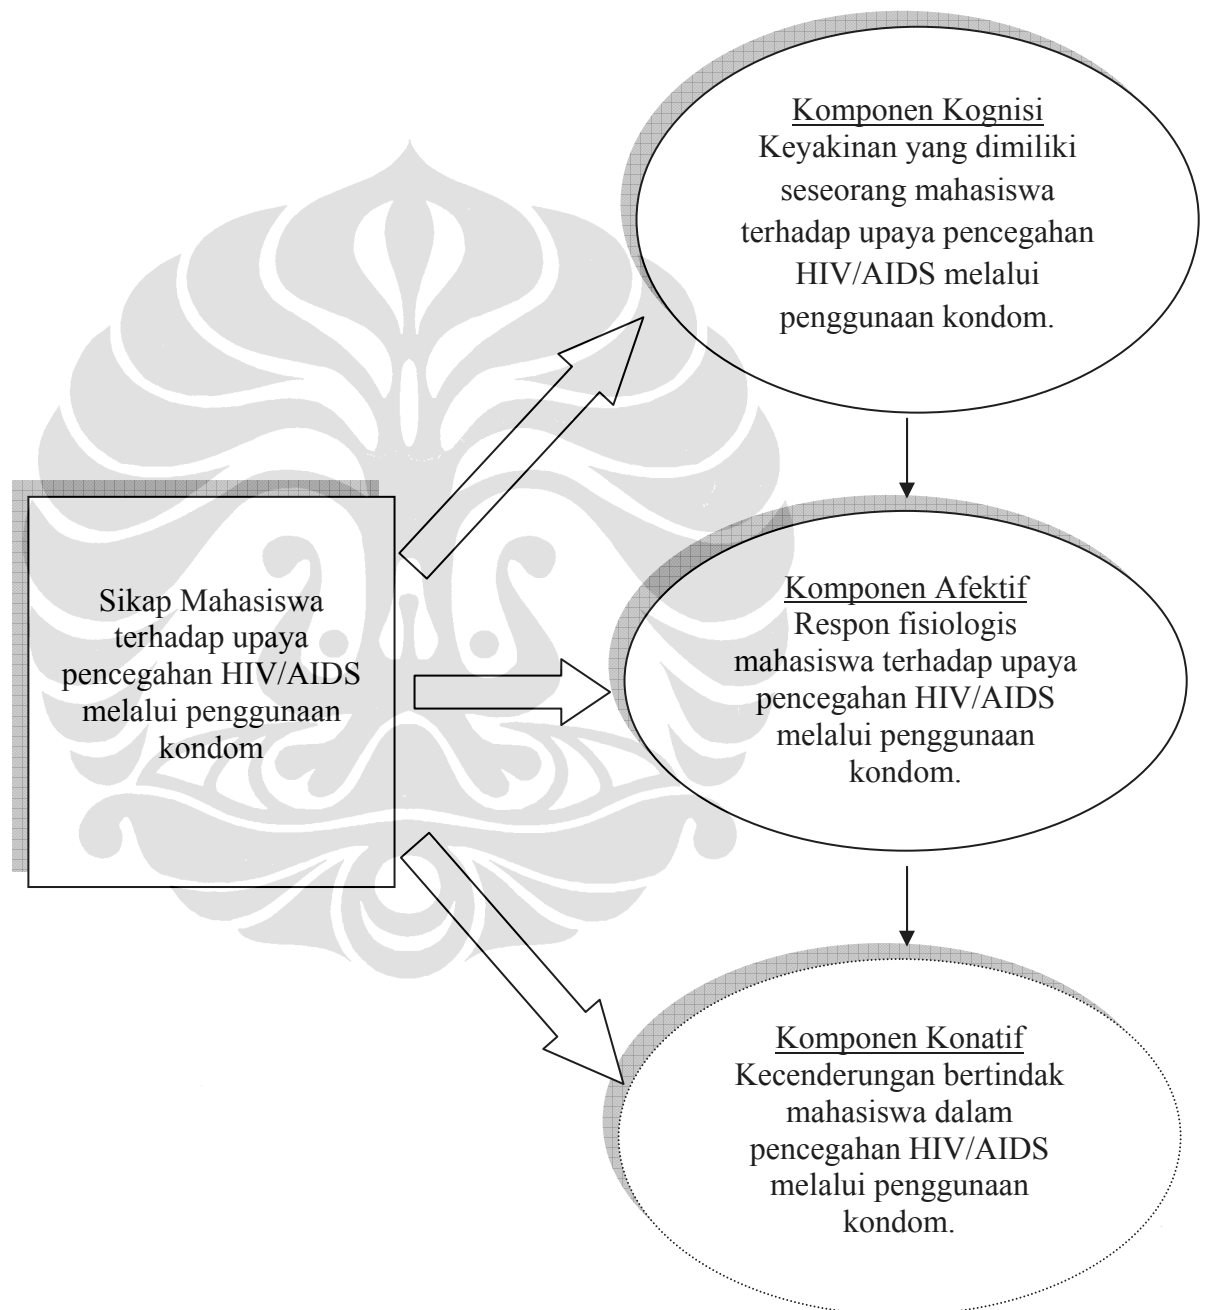 Komponen Kognisi
Keyakinan yang dimiliki
seseorang mahasiswa
terhadap upaya pencegahan
HIV/AIDS melalui
penggunaan kondom.
Sikap Mahasiswa
terhadap upaya
pencegahan HIV/AIDS
melalui penggunaan
kondom
Komponen Afektif
Respon fisiologis
mahasiswa terhadap upaya
pencegahan HIV/AIDS
melalui penggunaan
kondom.
Komponen Konatif
Kecenderungan bertindak
mahasiswa dalam
pencegahan HIV/AIDS
melalui penggunaan
kondom.